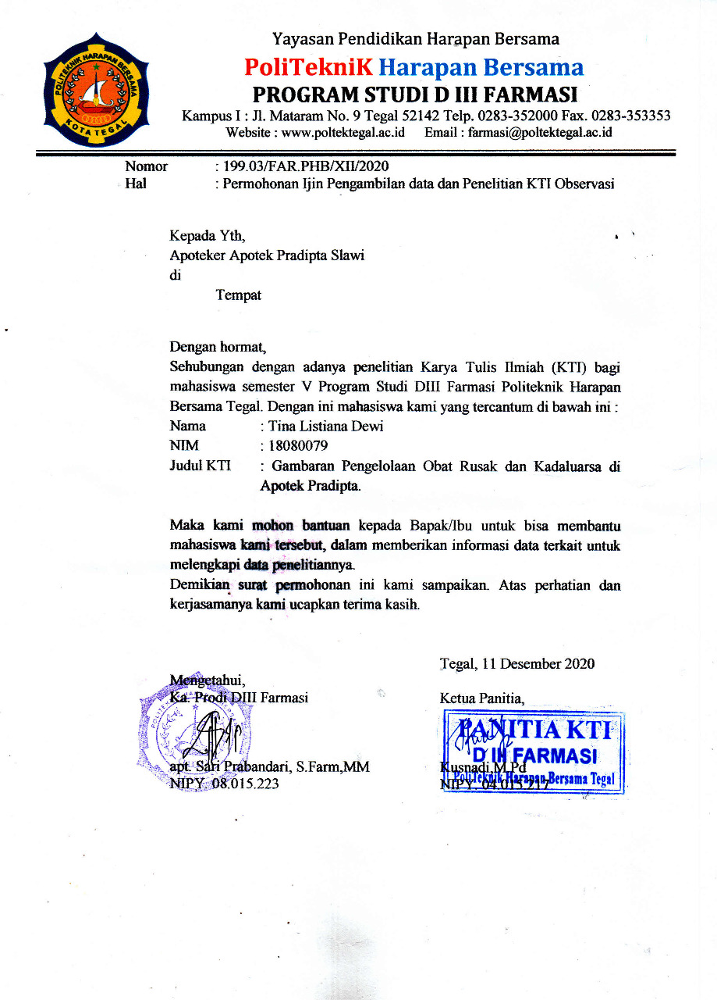 Yayasan Pendidikan Harapan Bersama
PoliTekniK Harapan Bersama
PROGRAM STUDI D III FARMASI
Kampus I : Jl. Mataram No. 9 Tegal 52142 Telp. 0283-352000 Fax. 0283-353353
Website : www.poltektegal.ac.id Email : farmasi@poltektegal.ac.id
POLITEKNIK HARAPAN BERSAMA
KOTA TEGAL
Nomor : 199.03/FAR.PHB/XII/2020
Hal : Permohonan Ijin Pengambilan data dan Penelitian KTI Observasi
Kepada Yth,
Apoteker Apotek Pradipta Slawi
di
Tempat
Dengan hormat,
Sehubungan dengan adanya penelitian Karya Tulis Ilmiah (KTI) bagi
mahasiswa semester V Program Studi DIII Farmasi Politeknik Harapan
Bersama Tegal. Dengan ini mahasiswa kami yang tercantum di bawah ini :
Nama : Tina Listiana Dewi
NIM : 18080079
Judul KTI : Gambaran Pengelolaan Obat Rusak dan Kadaluarsa di
Apotek Pradipta.
Maka kami mohon bantuan kepada Bapak/Ibu untuk bisa membantu
mahasiswa kami tersebut, dalam memberikan informasi data terkait untuk
melengkapi data penelitiannya.
Demikian surat permohonan ini kami sampaikan. Atas perhatian dan
kerjasamanya kami ucapkan terima kasih.
Tegal, 11 Desember 2020
Mengetahui,
Ka. Prodi DIII Farmasi
apt. Sari Prabandari, S.Farm,MM
NIPY. 08.015.223
Ketua Panitia,
PANITIA KTI
D III FARMASI
PoliTeknik Harapan Bersama Tegal
Kusnadi,M.Pd
NIPY. 04.015.217